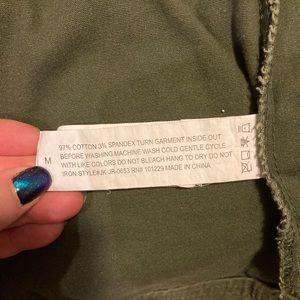 M
97% COTTON 3% SPANDEX TURN GARMENT INSIDE OUT
BEFORE WASHING MACHINE WASH COLD GENTLE CYCLE
WITH LIKE COLORS DO NOT BLEACH HANG TO DRY DO NOT
IRON STYLE#JK-JR-0653 RN# 101229 MADE IN
CHINA